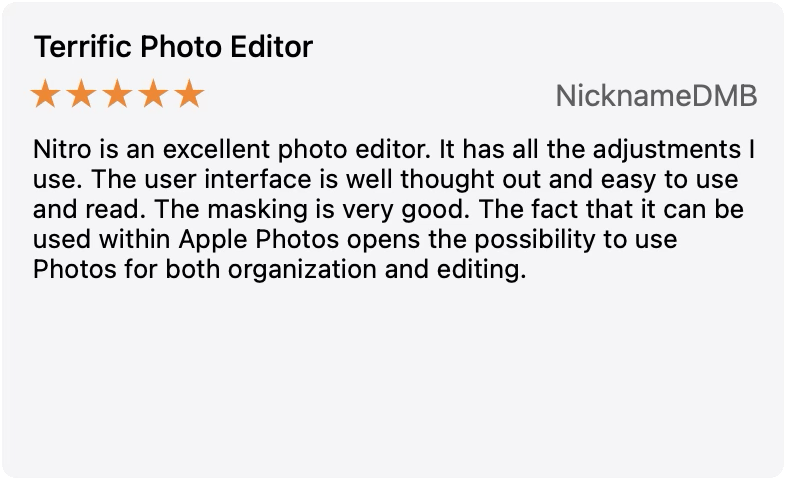 Terrific Photo Editor
★★★★★ NicknameDMB
Nitro is an excellent photo editor. It has all the adjustments I
use. The user interface is well thought out and easy to use
and read. The masking is very good. The fact that it can be
used within Apple Photos opens the possibility to use
Photos for both organization and editing.